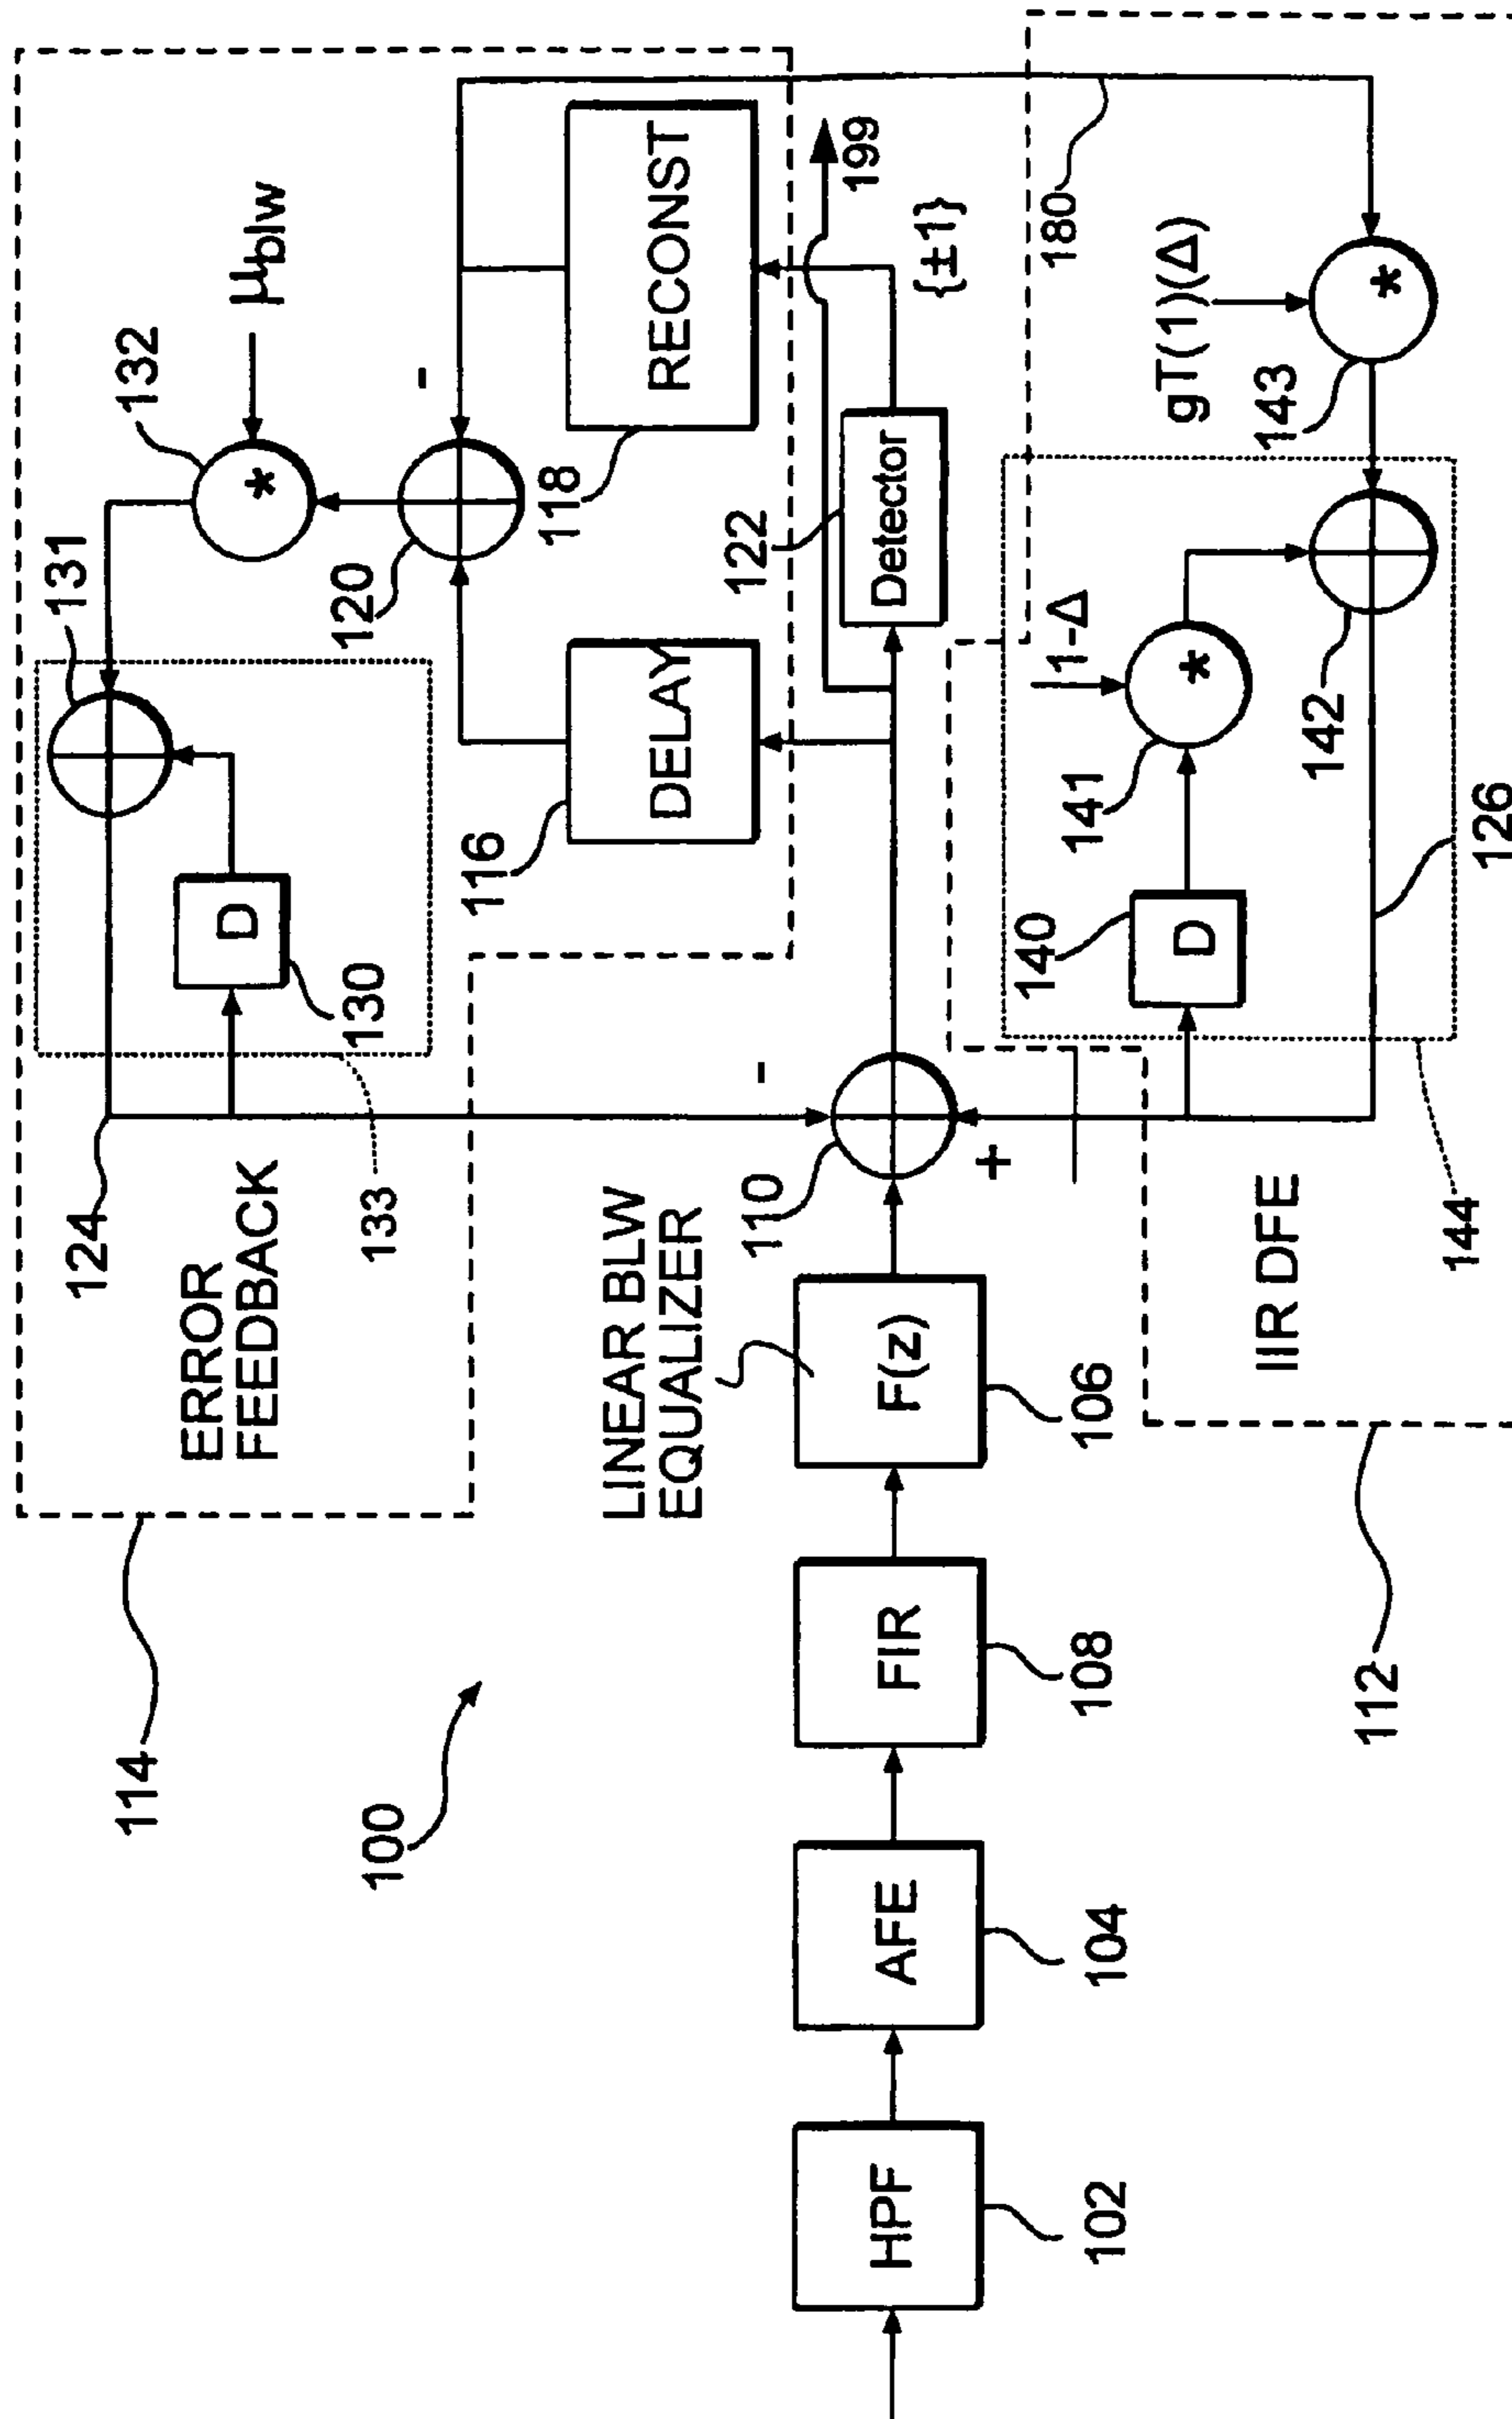 114
124
ERROR
FEEDBACK
133
130
D
131
132
μblw
*
120
-
116
DELAY
118
RECONST
100
LINEAR BLW
EQUALIZER
110
-
+
122
Detector
199
{±1}
HPF
102
AFE
104
FIR
108
F(z)
106
112
IIR DFE
144
140
D
141
*
1-Δ
142
126
143
*
gT(1)(Δ)
180